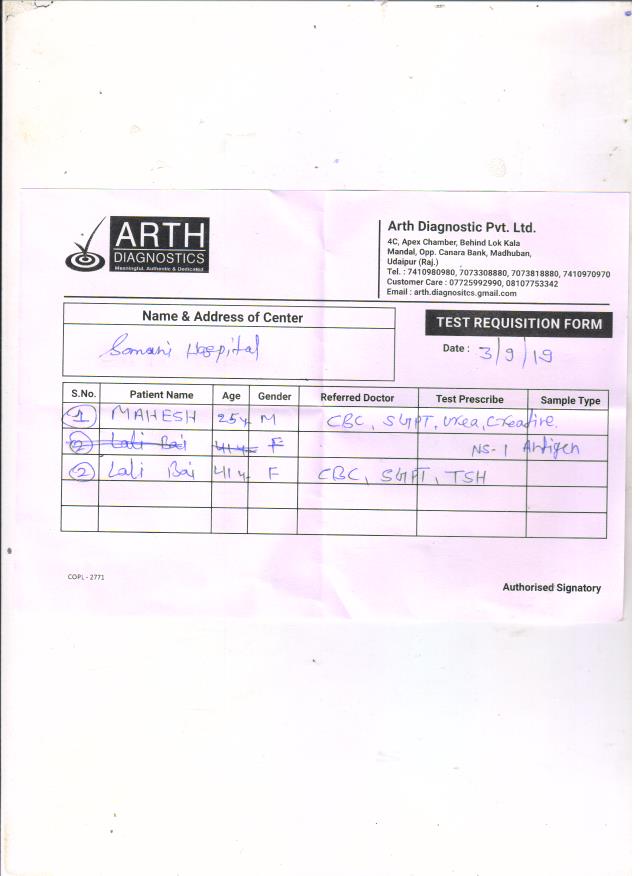 ARTH
DIAGNOSTICS
Meaningful, Authentic & Dedicated
Arth Diagnostic Pvt. Ltd.
4C, Apex Chamber, Behind Lok Kala
Mandal, Opp. Canara Bank, Madhuban,
Udaipur (Raj.)
Tel. : 7410980980, 7073308880, 7073818880, 7410970970
Customer Care : 07725992990, 08107753342
Email : arth.diagnositcs.gmail.com
Name & Address of Center
Hospital
TEST REQUISITION FORM
Date : 3/9/19
S.No. Patient Name Age Gender Referred Doctor Test Prescribe Sample Type
1 MAHESH 25y M CBC, SGPT, Urea,
2 Lali Bai 41y F NS-1 Antigen
2 Lali Bai 41y F CBC, SGPT, TSH
COPL - 2771
Authorised Signatory